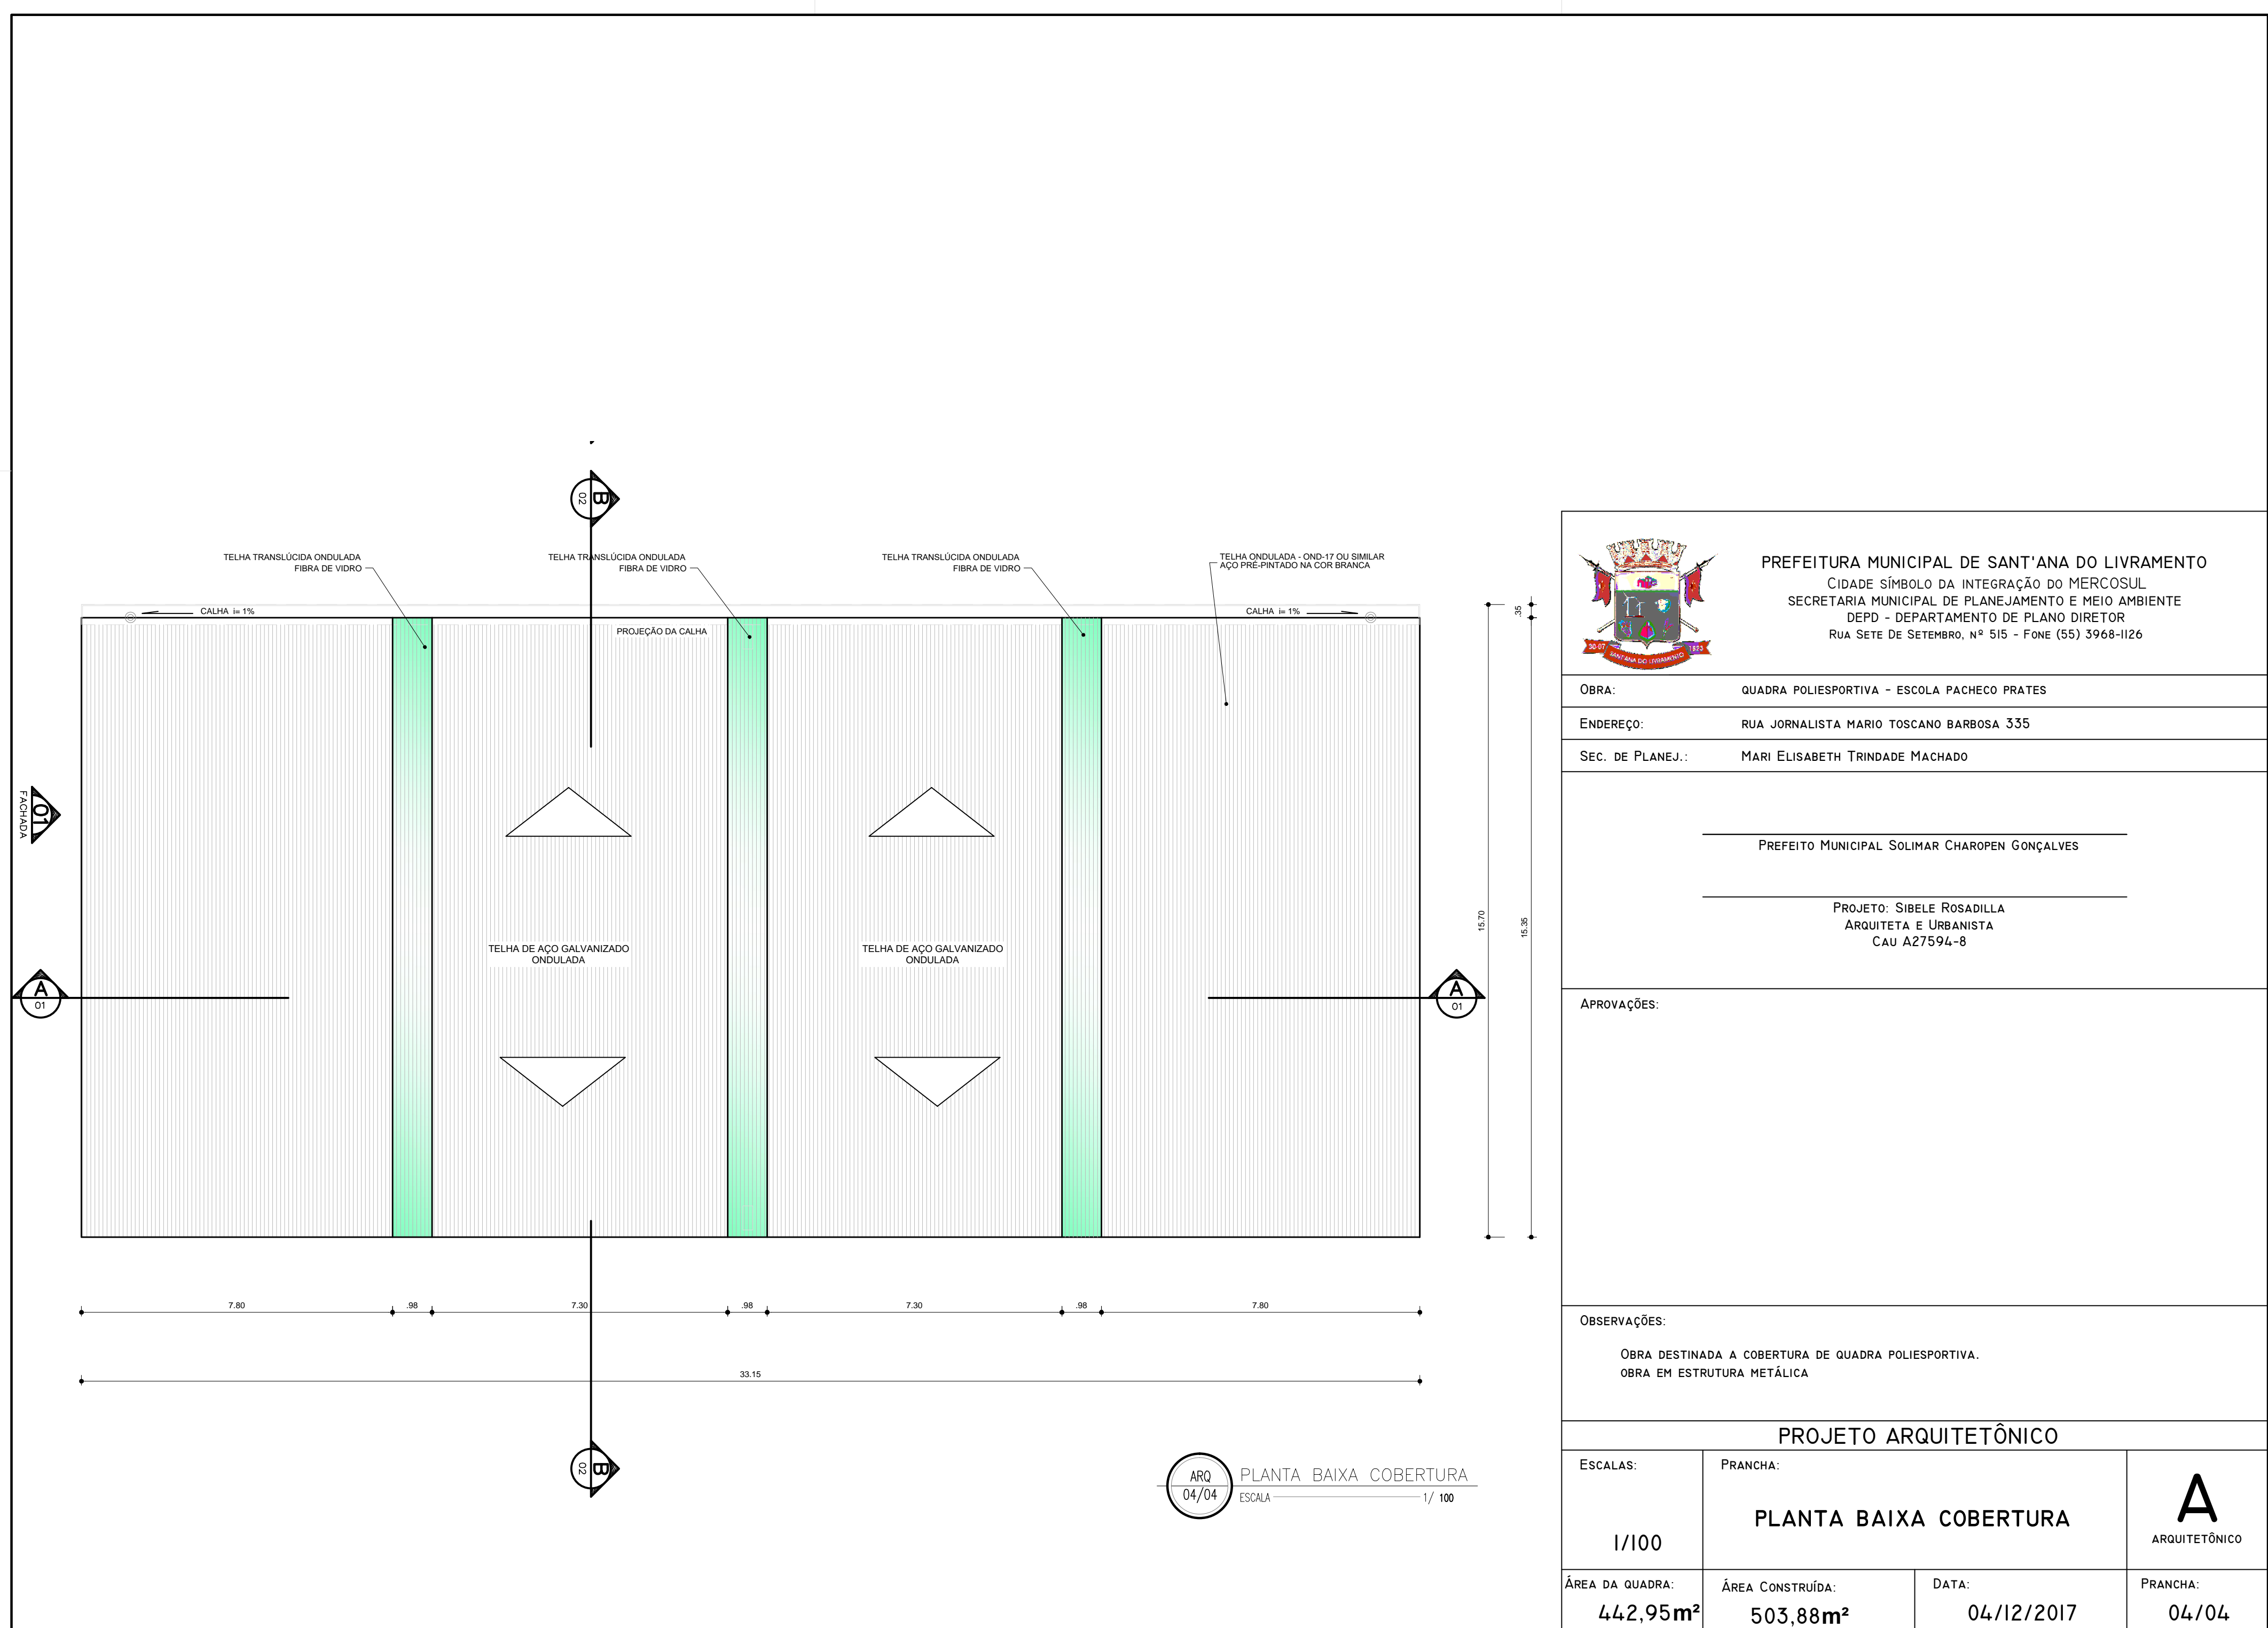 B
02
TELHA TRANSLÚCIDA ONDULADA
FIBRA DE VIDRO
TELHA TRANSLÚCIDA ONDULADA
FIBRA DE VIDRO
TELHA TRANSLÚCIDA ONDULADA
FIBRA DE VIDRO
TELHA ONDULADA - OND-17 OU SIMILAR
AÇO PRÉ-PINTADO NA COR BRANCA
CALHA i= 1%
CALHA i= 1%
PROJEÇÃO DA CALHA
.35
15.70
15.35
01
FACHADA
TELHA DE AÇO GALVANIZADO
ONDULADA
TELHA DE AÇO GALVANIZADO
ONDULADA
A
01
A
01
7.80
.98
7.30
.98
7.30
.98
7.80
33.15
B
02
ARQ
04/04
PLANTA BAIXA COBERTURA
ESCALA 1/ 100
30-07
SANT'ANA DO LIVRAMENTO
1873
PREFEITURA MUNICIPAL DE SANT'ANA DO LIVRAMENTO
CIDADE SÍMBOLO DA INTEGRAÇÃO DO MERCOSUL
SECRETARIA MUNICIPAL DE PLANEJAMENTO E MEIO AMBIENTE
DEPD - DEPARTAMENTO DE PLANO DIRETOR
RUA SETE DE SETEMBRO, Nº 515 - FONE (55) 3968-1126
OBRA: QUADRA POLIESPORTIVA - ESCOLA PACHECO PRATES
ENDEREÇO: RUA JORNALISTA MARIO TOSCANO BARBOSA 335
SEC. DE PLANEJ.: MARI ELISABETH TRINDADE MACHADO
PREFEITO MUNICIPAL SOLIMAR CHAROPEN GONÇALVES
PROJETO: SIBELE ROSADILLA
ARQUITETA E URBANISTA
CAU A27594-8
APROVAÇÕES:
OBSERVAÇÕES:
OBRA DESTINADA A COBERTURA DE QUADRA POLIESPORTIVA.
OBRA EM ESTRUTURA METÁLICA
PROJETO ARQUITETÔNICO
ESCALAS:
1/100
PRANCHA:
PLANTA BAIXA COBERTURA
A
ARQUITETÔNICO
ÁREA DA QUADRA:
442,95m²
ÁREA CONSTRUÍDA:
503,88m²
DATA:
04/12/2017
PRANCHA:
04/04